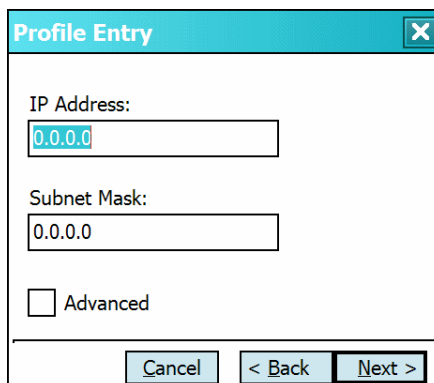 Profile Entry
IP Address:
0.0.0.0
Subnet Mask:
0.0.0.0
Advanced
Cancel < Back Next >